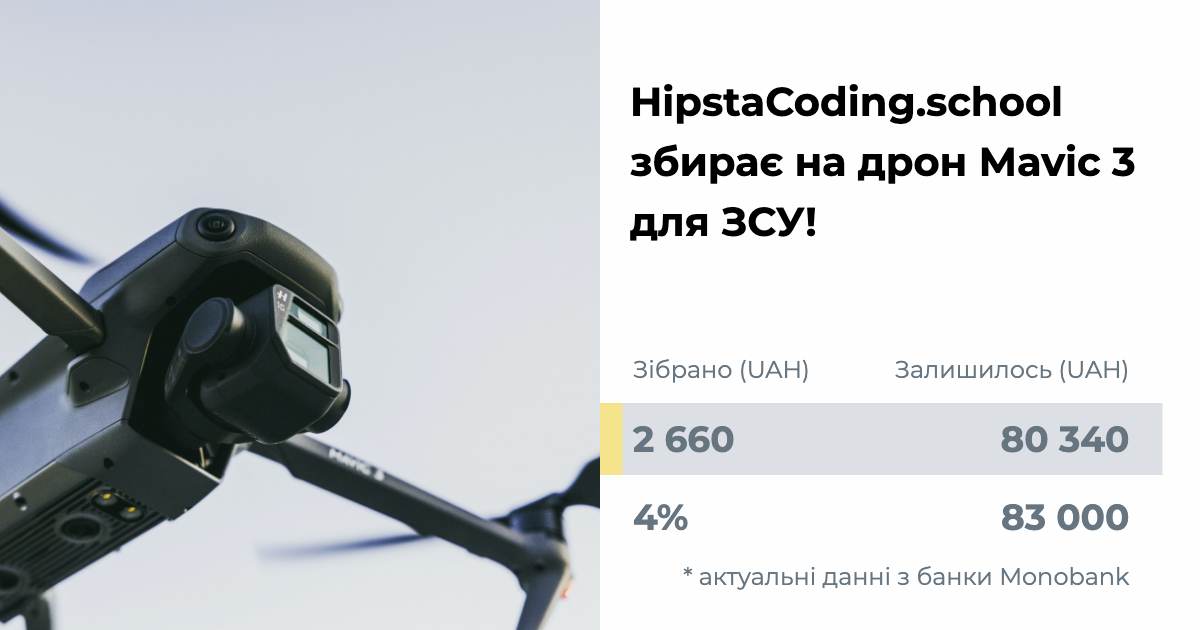 HipstaCoding.school
збирає на дрон Mavic 3
для ЗСУ!
Зібрано (UAH) Залишилось (UAH)
2 660 80 340
4% 83 000
* актуальні данні з банки Monobank
MAVIC 3